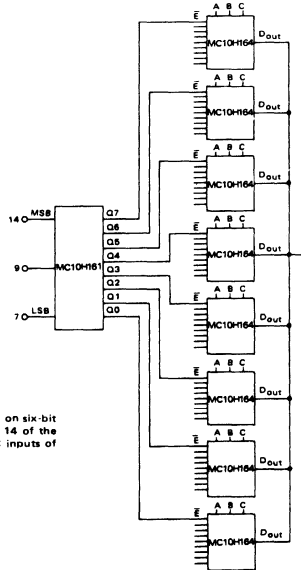 A B C
E
MC10H164
Dout
A B C
E
MC10H164
Dout
A B C
E
MC10H164
Dout
Q7
Q6
Q5
Q4
Q3
Q2
Q1
Q0
14
MSB
9
7
LSB
MC10H161
A B C
E
MC10H164
Dout
A B C
E
MC10H164
Dout
A B C
E
MC10H164
Dout
A B C
E
MC10H164
Dout
A B C
E
MC10H164
Dout
on six-bit
14 of the
inputs of